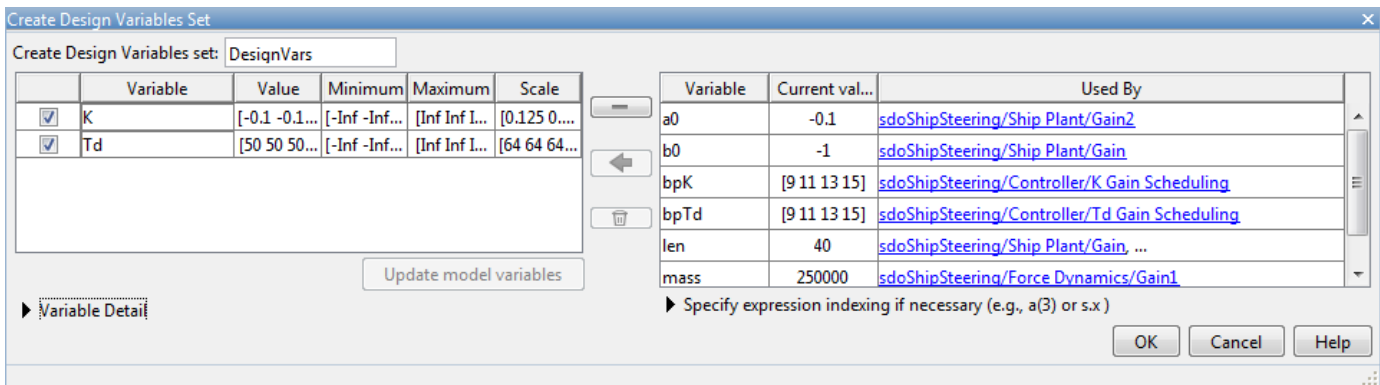 Create Design Variables Set
Create Design Variables set: DesignVars
Variable Value Minimum Maximum Scale
K [-0.1 -0.1... [-Inf -Inf... [Inf Inf I... [0.125 0....
Td [50 50 50... [-Inf -Inf... [Inf Inf I... [64 64 64...
Update model variables
Variable Detail
Variable Current val... Used By
a0 -0.1 sdoShipSteering/Ship Plant/Gain2
b0 -1 sdoShipSteering/Ship Plant/Gain
bpK [9 11 13 15] sdoShipSteering/Controller/K Gain Scheduling
bpTd [9 11 13 15] sdoShipSteering/Controller/Td Gain Scheduling
len 40 sdoShipSteering/Ship Plant/Gain, ...
mass 250000 sdoShipSteering/Force Dynamics/Gain1
Specify expression indexing if necessary (e.g., a(3) or s.x )
OK Cancel Help